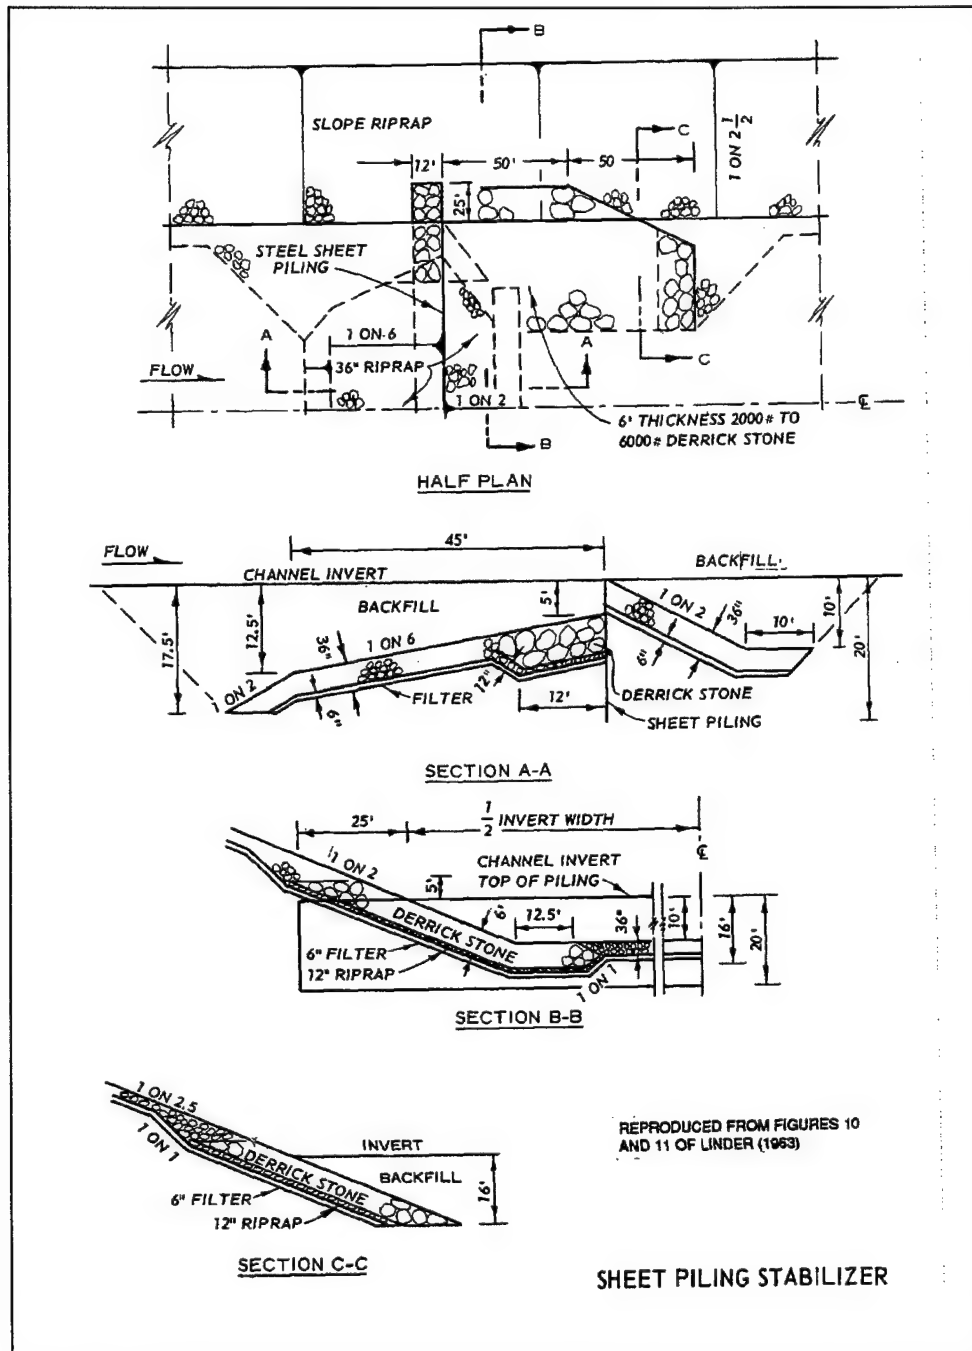 B
SLOPE RIPRAP
1 ON 2 1/2
C
12'
50'
50
25'
STEEL SHEET
PILING
1 ON 6
A
A
36" RIPRAP
C
FLOW
1 ON 2
℄
B
6' THICKNESS 2000# TO
6000# DERRICK STONE
HALF PLAN
45'
FLOW
BACKFILL
CHANNEL INVERT
BACKFILL
5'
1 ON 2
36"
10'
10'
20'
17.5'
12.5'
36"
1 ON 6
ON 2
6"
FILTER
12"
12'
6"
DERRICK STONE
SHEET PILING
SECTION A-A
25'
1/2 INVERT WIDTH
℄
1 ON 2
5'
CHANNEL INVERT
TOP OF PILING
DERRICK STONE
6'
12.5'
36"
10'
16'
20'
6" FILTER
12" RIPRAP
1 ON 1
SECTION B-B
1 ON 2.5
1 ON 1
DERRICK STONE
INVERT
BACKFILL
16'
6" FILTER
12" RIPRAP
SECTION C-C
REPRODUCED FROM FIGURES 10
AND 11 OF LINDER (1963)
SHEET PILING STABILIZER